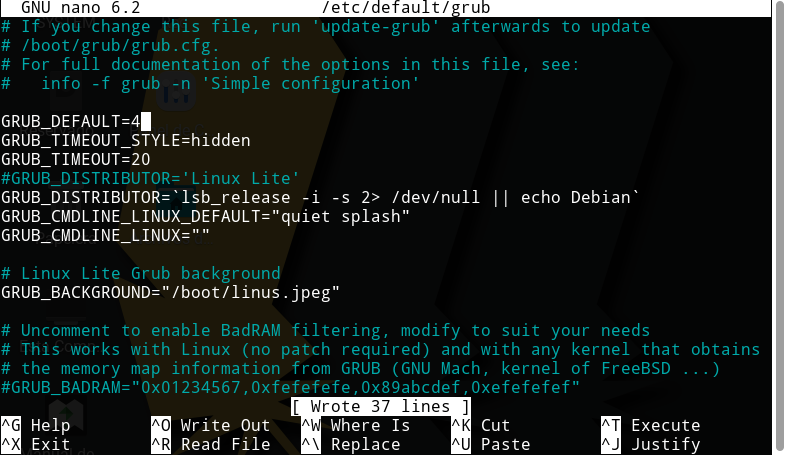 GNU nano 6.2 /etc/default/grub
# If you change this file, run 'update-grub' afterwards to update
# /boot/grub/grub.cfg.
# For full documentation of the options in this file, see:
#   info -f grub -n 'Simple configuration'
GRUB_DEFAULT=4
GRUB_TIMEOUT_STYLE=hidden
GRUB_TIMEOUT=20
#GRUB_DISTRIBUTOR='Linux Lite'
GRUB_DISTRIBUTOR=`lsb_release -i -s 2> /dev/null || echo Debian`
GRUB_CMDLINE_LINUX_DEFAULT="quiet splash"
GRUB_CMDLINE_LINUX=""
# Linux Lite Grub background
GRUB_BACKGROUND="/boot/linus.jpeg"
# Uncomment to enable BadRAM filtering, modify to suit your needs
# This works with Linux (no patch required) and with any kernel that obtains
# the memory map information from GRUB (GNU Mach, kernel of FreeBSD ...)
#GRUB_BADRAM="0x01234567,0xfefefefe,0x89abcdef,0xefefefef"
[ Wrote 37 lines ]
^G Help ^O Write Out ^W Where Is ^K Cut ^T Execute
^X Exit ^R Read File ^\ Replace ^U Paste ^J Justify